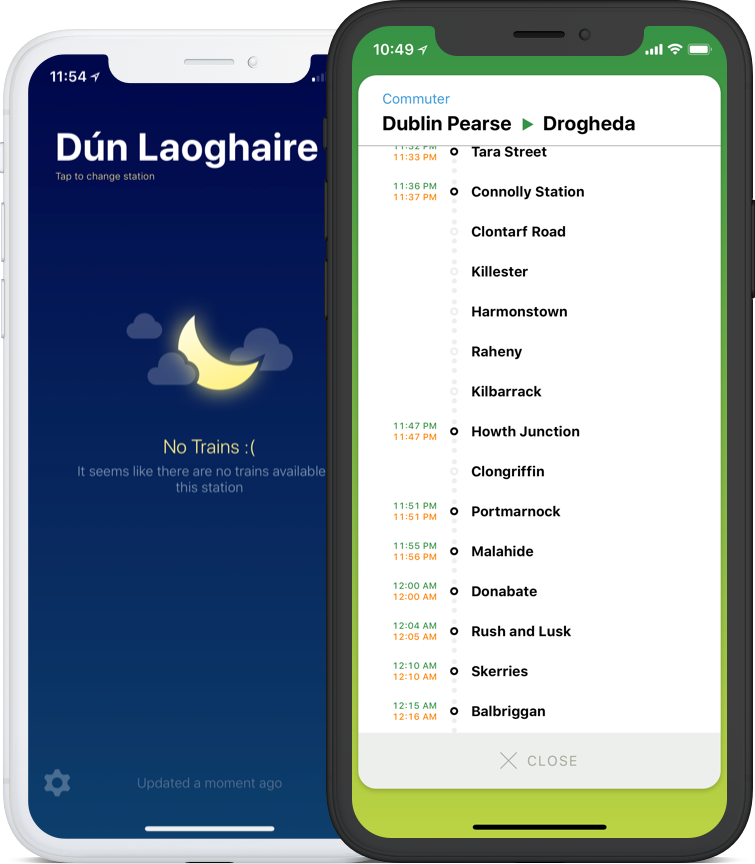 11:54
Dún Laoghaire
Tap to change station
No Trains :(
It seems like there are no trains available
this station
Updated a moment ago
10:49
Commuter
Dublin Pearse ▶ Drogheda
11:32 PM
11:33 PM
Tara Street
11:36 PM
11:37 PM
Connolly Station
Clontarf Road
Killester
Harmonstown
Raheny
Kilbarrack
11:47 PM
11:47 PM
Howth Junction
Clongriffin
11:51 PM
11:51 PM
Portmarnock
11:55 PM
11:56 PM
Malahide
12:00 AM
12:00 AM
Donabate
12:04 AM
12:05 AM
Rush and Lusk
12:10 AM
12:10 AM
Skerries
12:15 AM
12:16 AM
Balbriggan
CLOSE